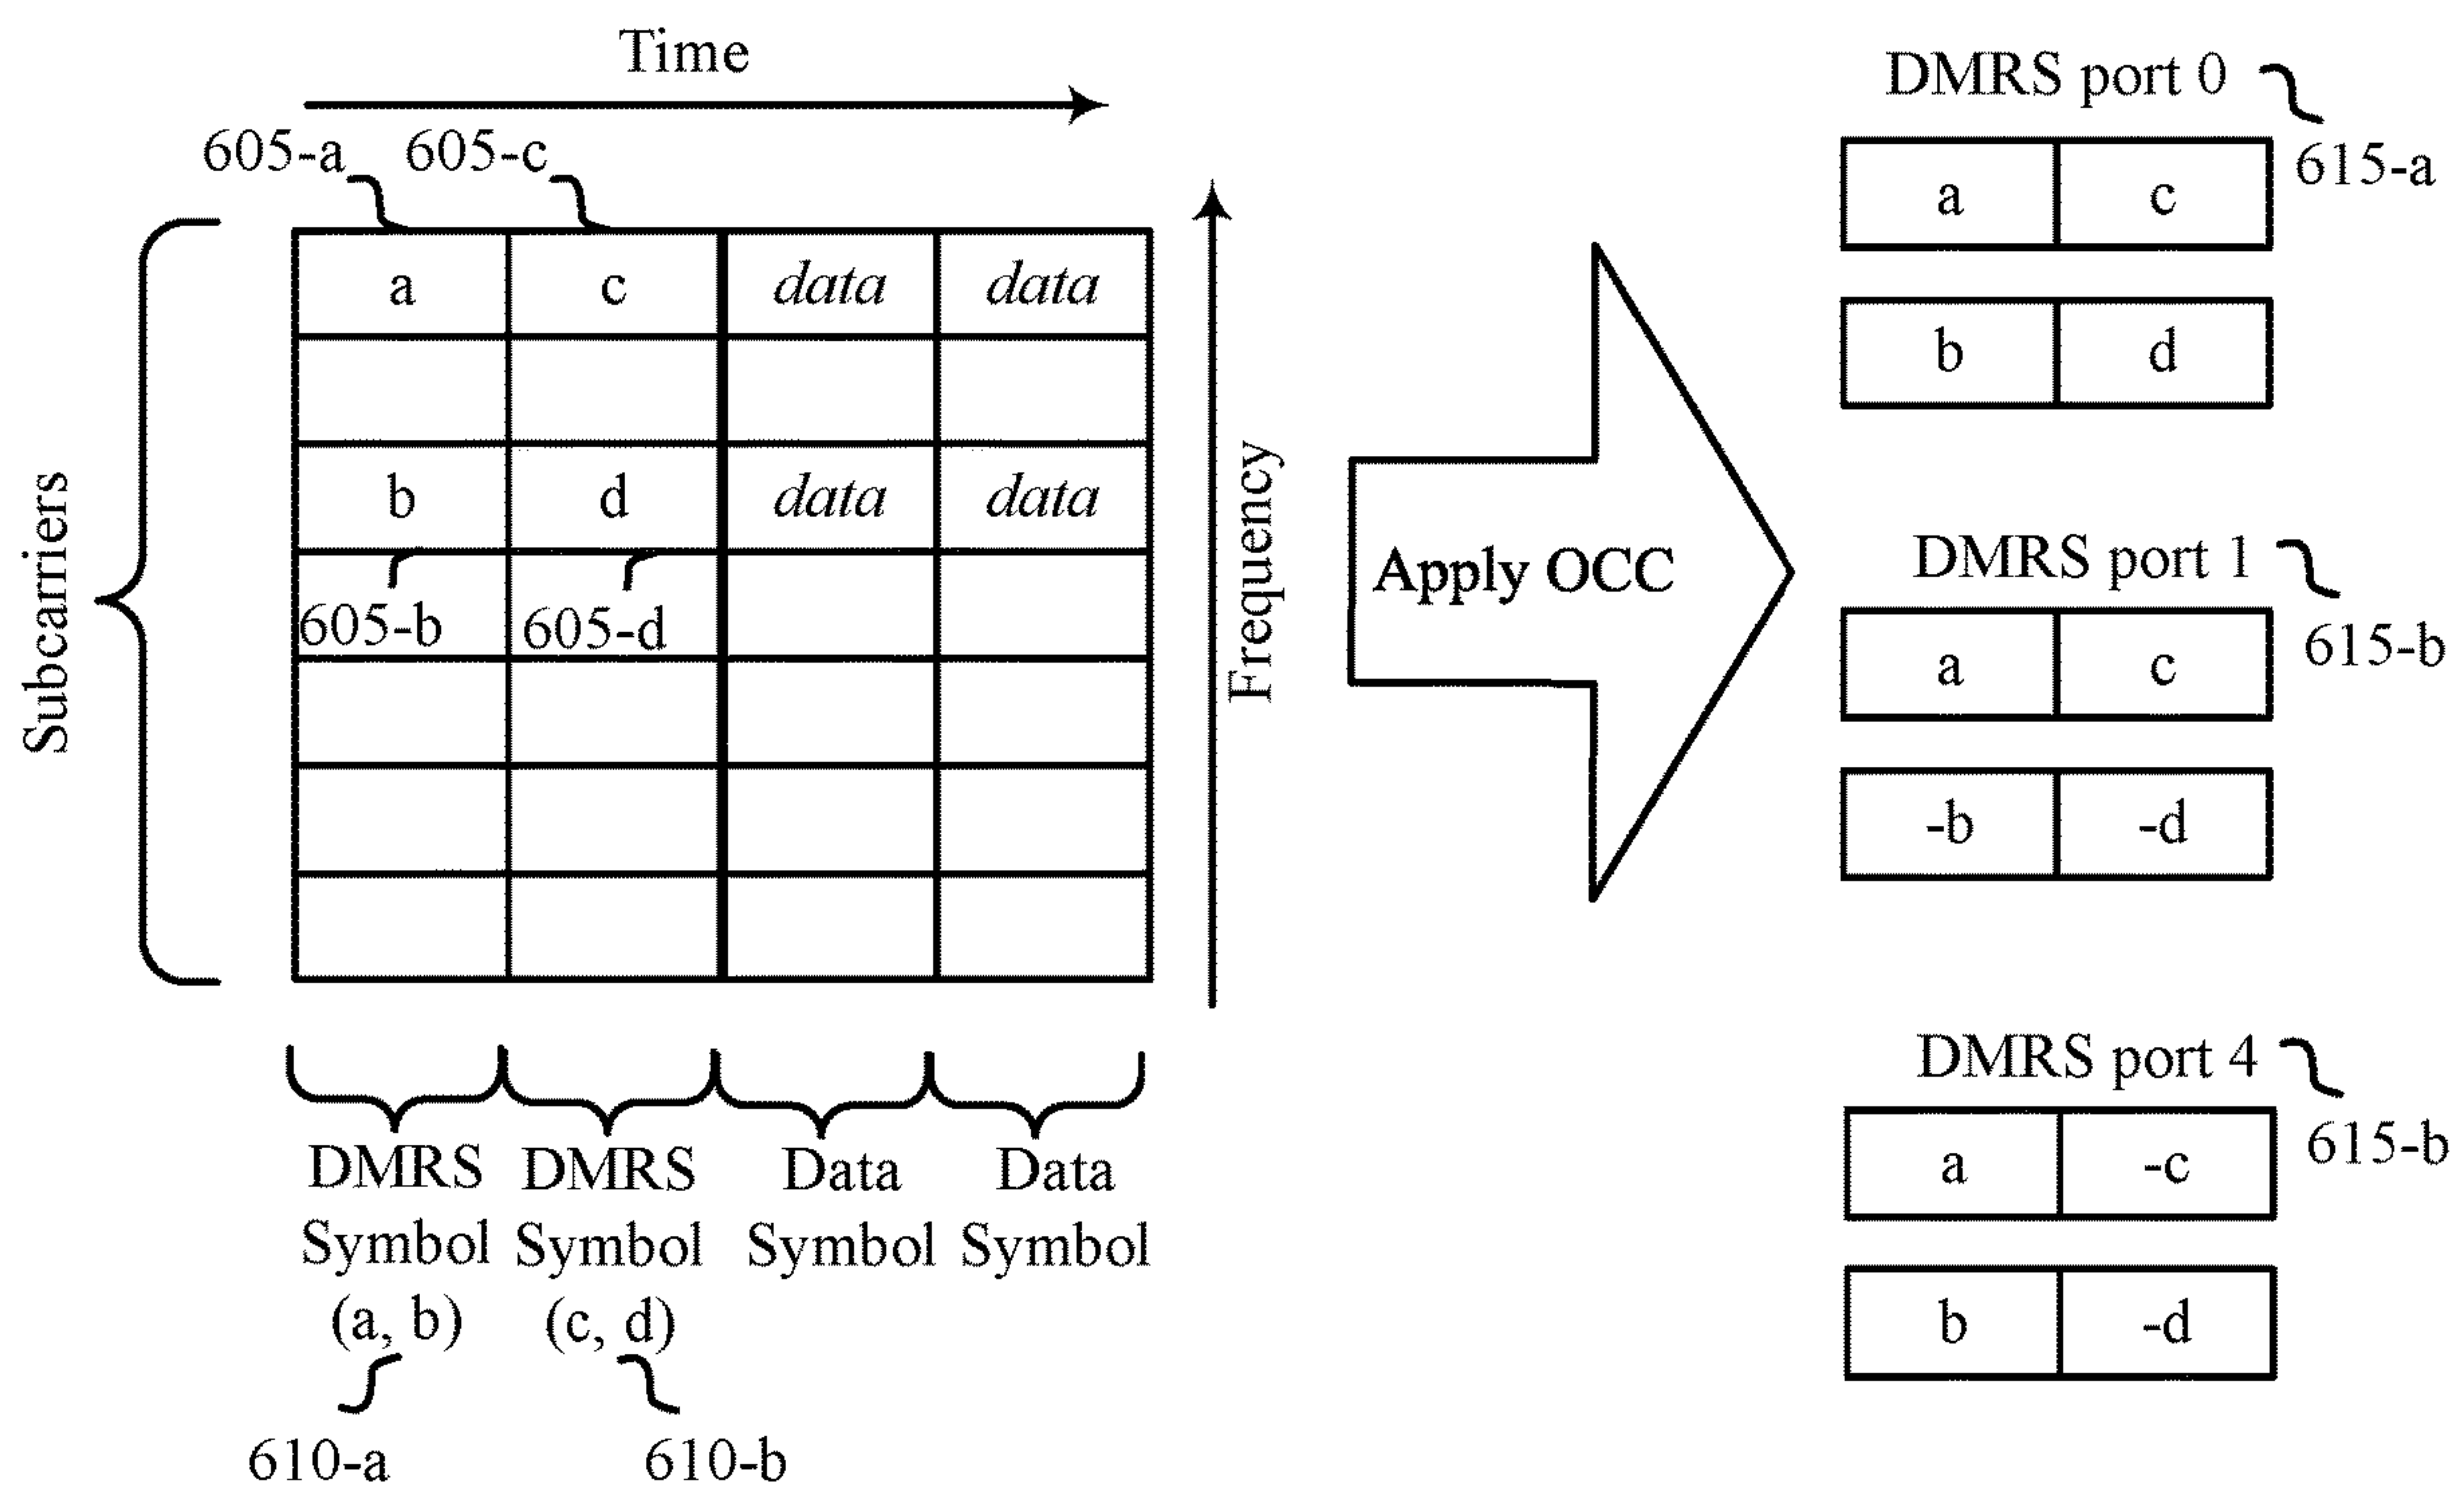 Time
605-a 605-c
a c data data
b d data data
605-b 605-d
Subcarriers
Frequency
DMRS Symbol (a, b)
DMRS Symbol (c, d)
Data Symbol
Data Symbol
610-a 610-b
Apply OCC
DMRS port 0
615-a
a c
b d
DMRS port 1
615-b
a c
-b -d
DMRS port 4
615-b
a -c
b -d